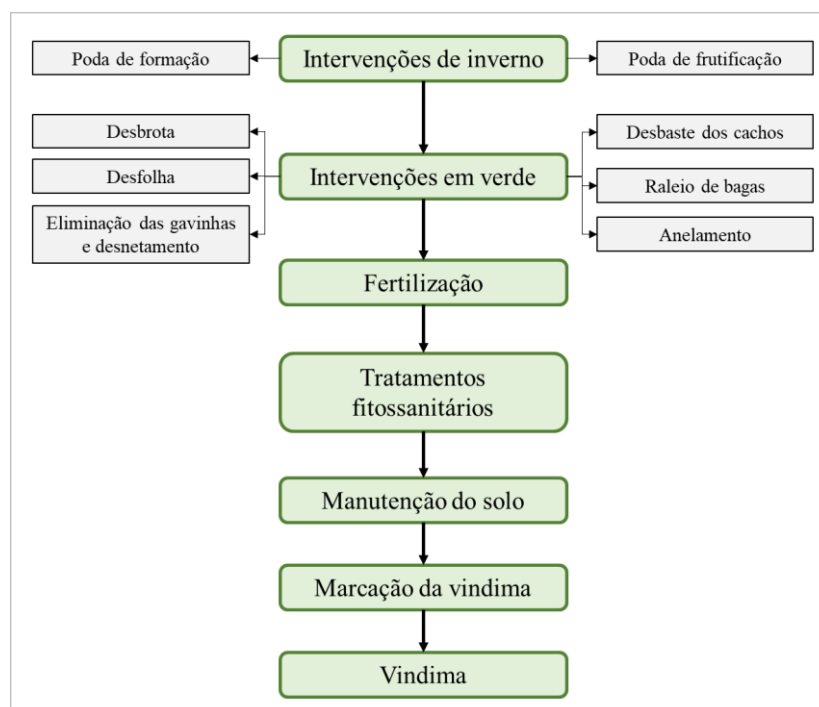 Poda de formação
Intervenções de inverno
Poda de frutificação
Desbrota
Desbaste dos cachos
Desfolha
Intervenções em verde
Raleio de bagas
Eliminação das gavinhas
e desnetamento
Anelamento
Fertilização
Tratamentos
fitossanitários
Manutenção do solo
Marcação da vindima
Vindima